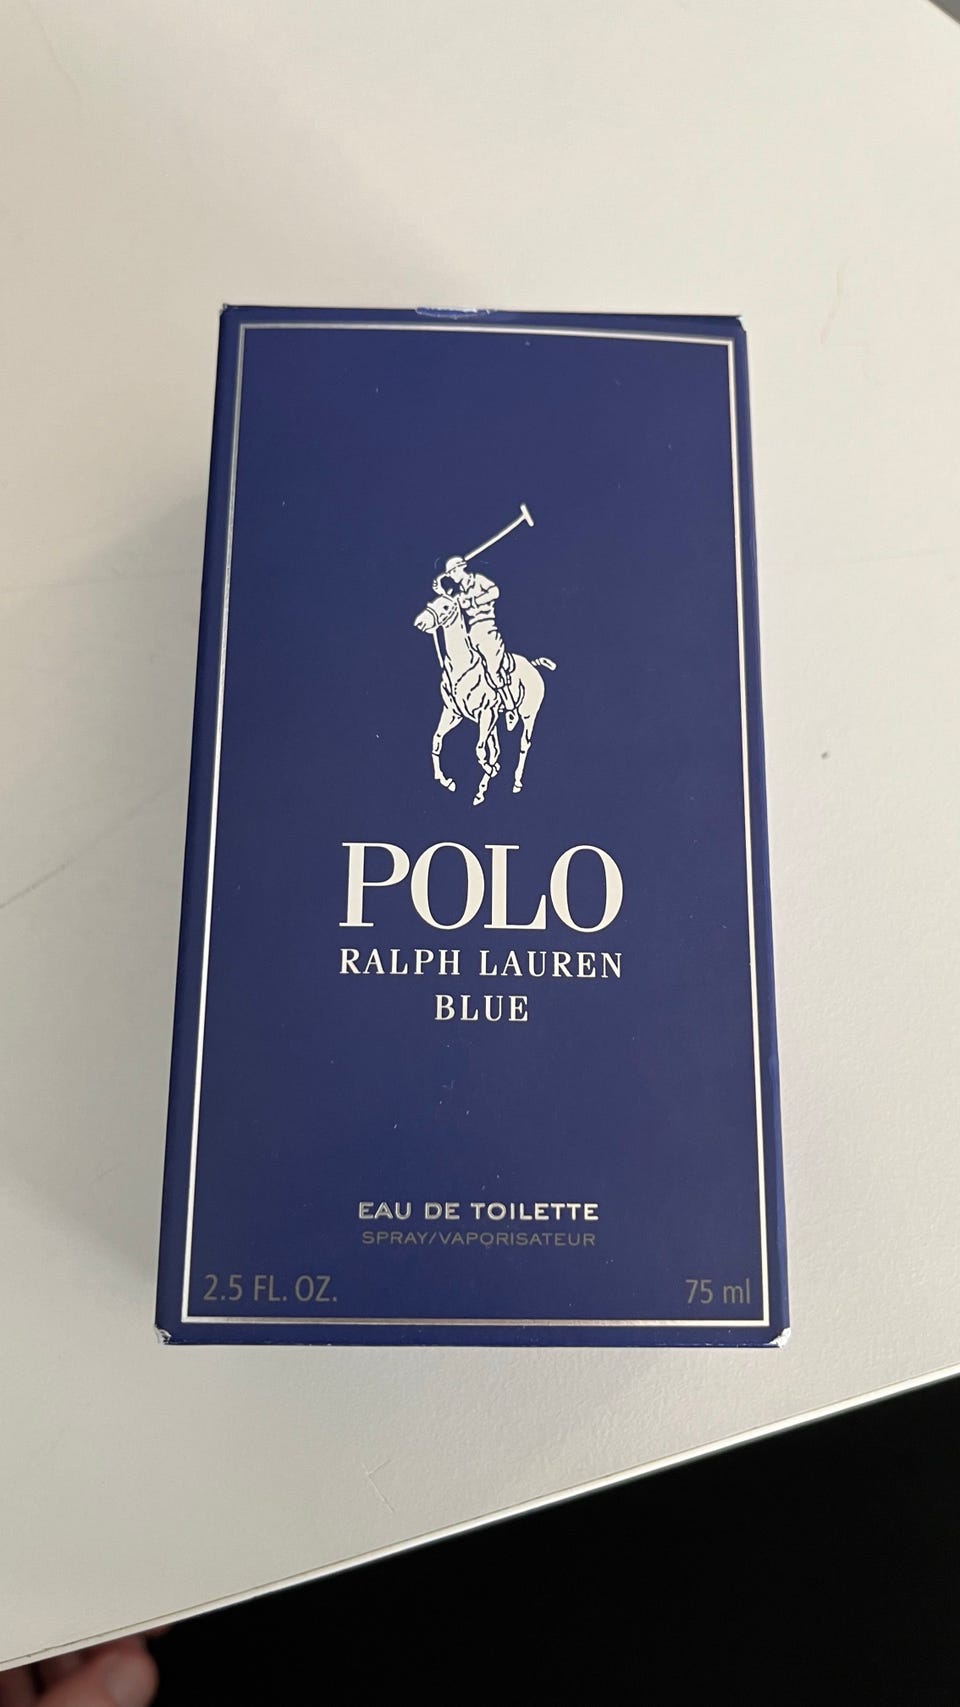 POLO
RALPH LAUREN
BLUE
EAU DE TOILETTE
SPRAY/VAPORISATEUR
2.5 FL. OZ. 75 ml